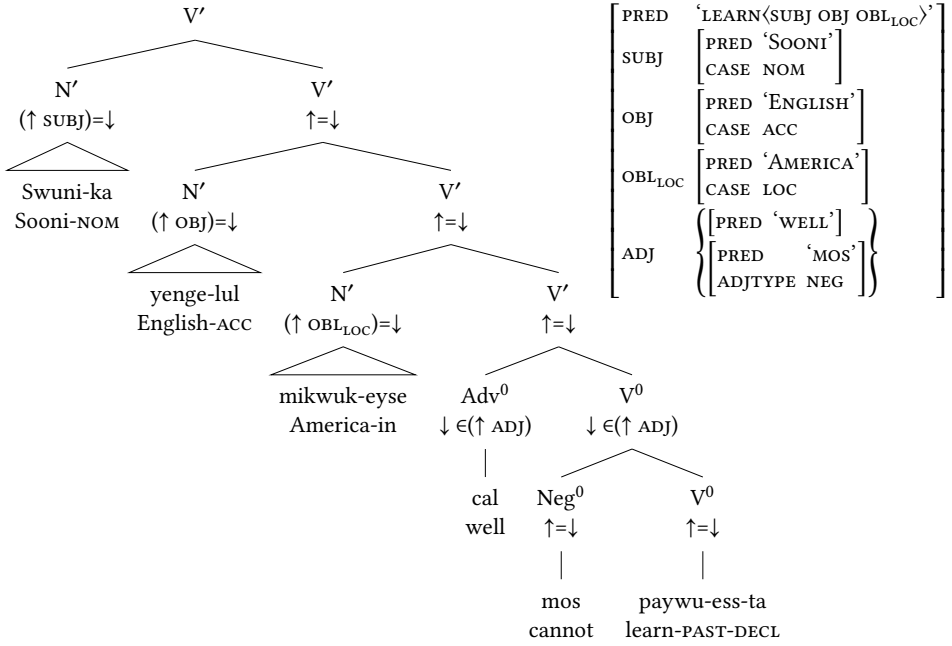 V′
N′ V′
(↑ SUBJ)=↓ ↑=↓
Swuni-ka
Sooni-NOM
N′ V′
(↑ OBJ)=↓ ↑=↓
yenge-lul
English-ACC
N′ V′
(↑ OBL_LOC)=↓ ↑=↓
mikwuk-eyse
America-in
Adv⁰ V⁰
↓ ∈(↑ ADJ) ↓ ∈(↑ ADJ)
cal
well
Neg⁰ V⁰
↑=↓ ↑=↓
mos paywu-ess-ta
cannot learn-PAST-DECL
PRED ‘LEARN⟨SUBJ OBJ OBL_LOC⟩’
SUBJ [PRED ‘SOONI’
CASE NOM]
OBJ [PRED ‘ENGLISH’
CASE ACC]
OBL_LOC [PRED ‘AMERICA’
CASE LOC]
ADJ {[PRED ‘WELL’]
[PRED ‘MOS’
ADJTYPE NEG]}